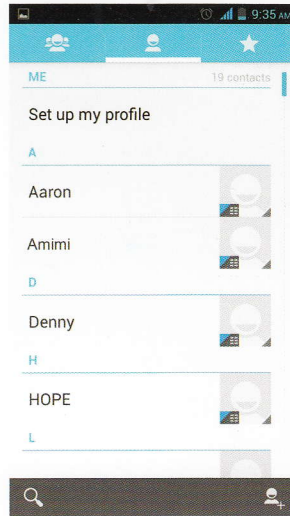 9:35 AM
ME 19 contacts
Set up my profile
A
Aaron
Amimi
D
Denny
H
HOPE
L